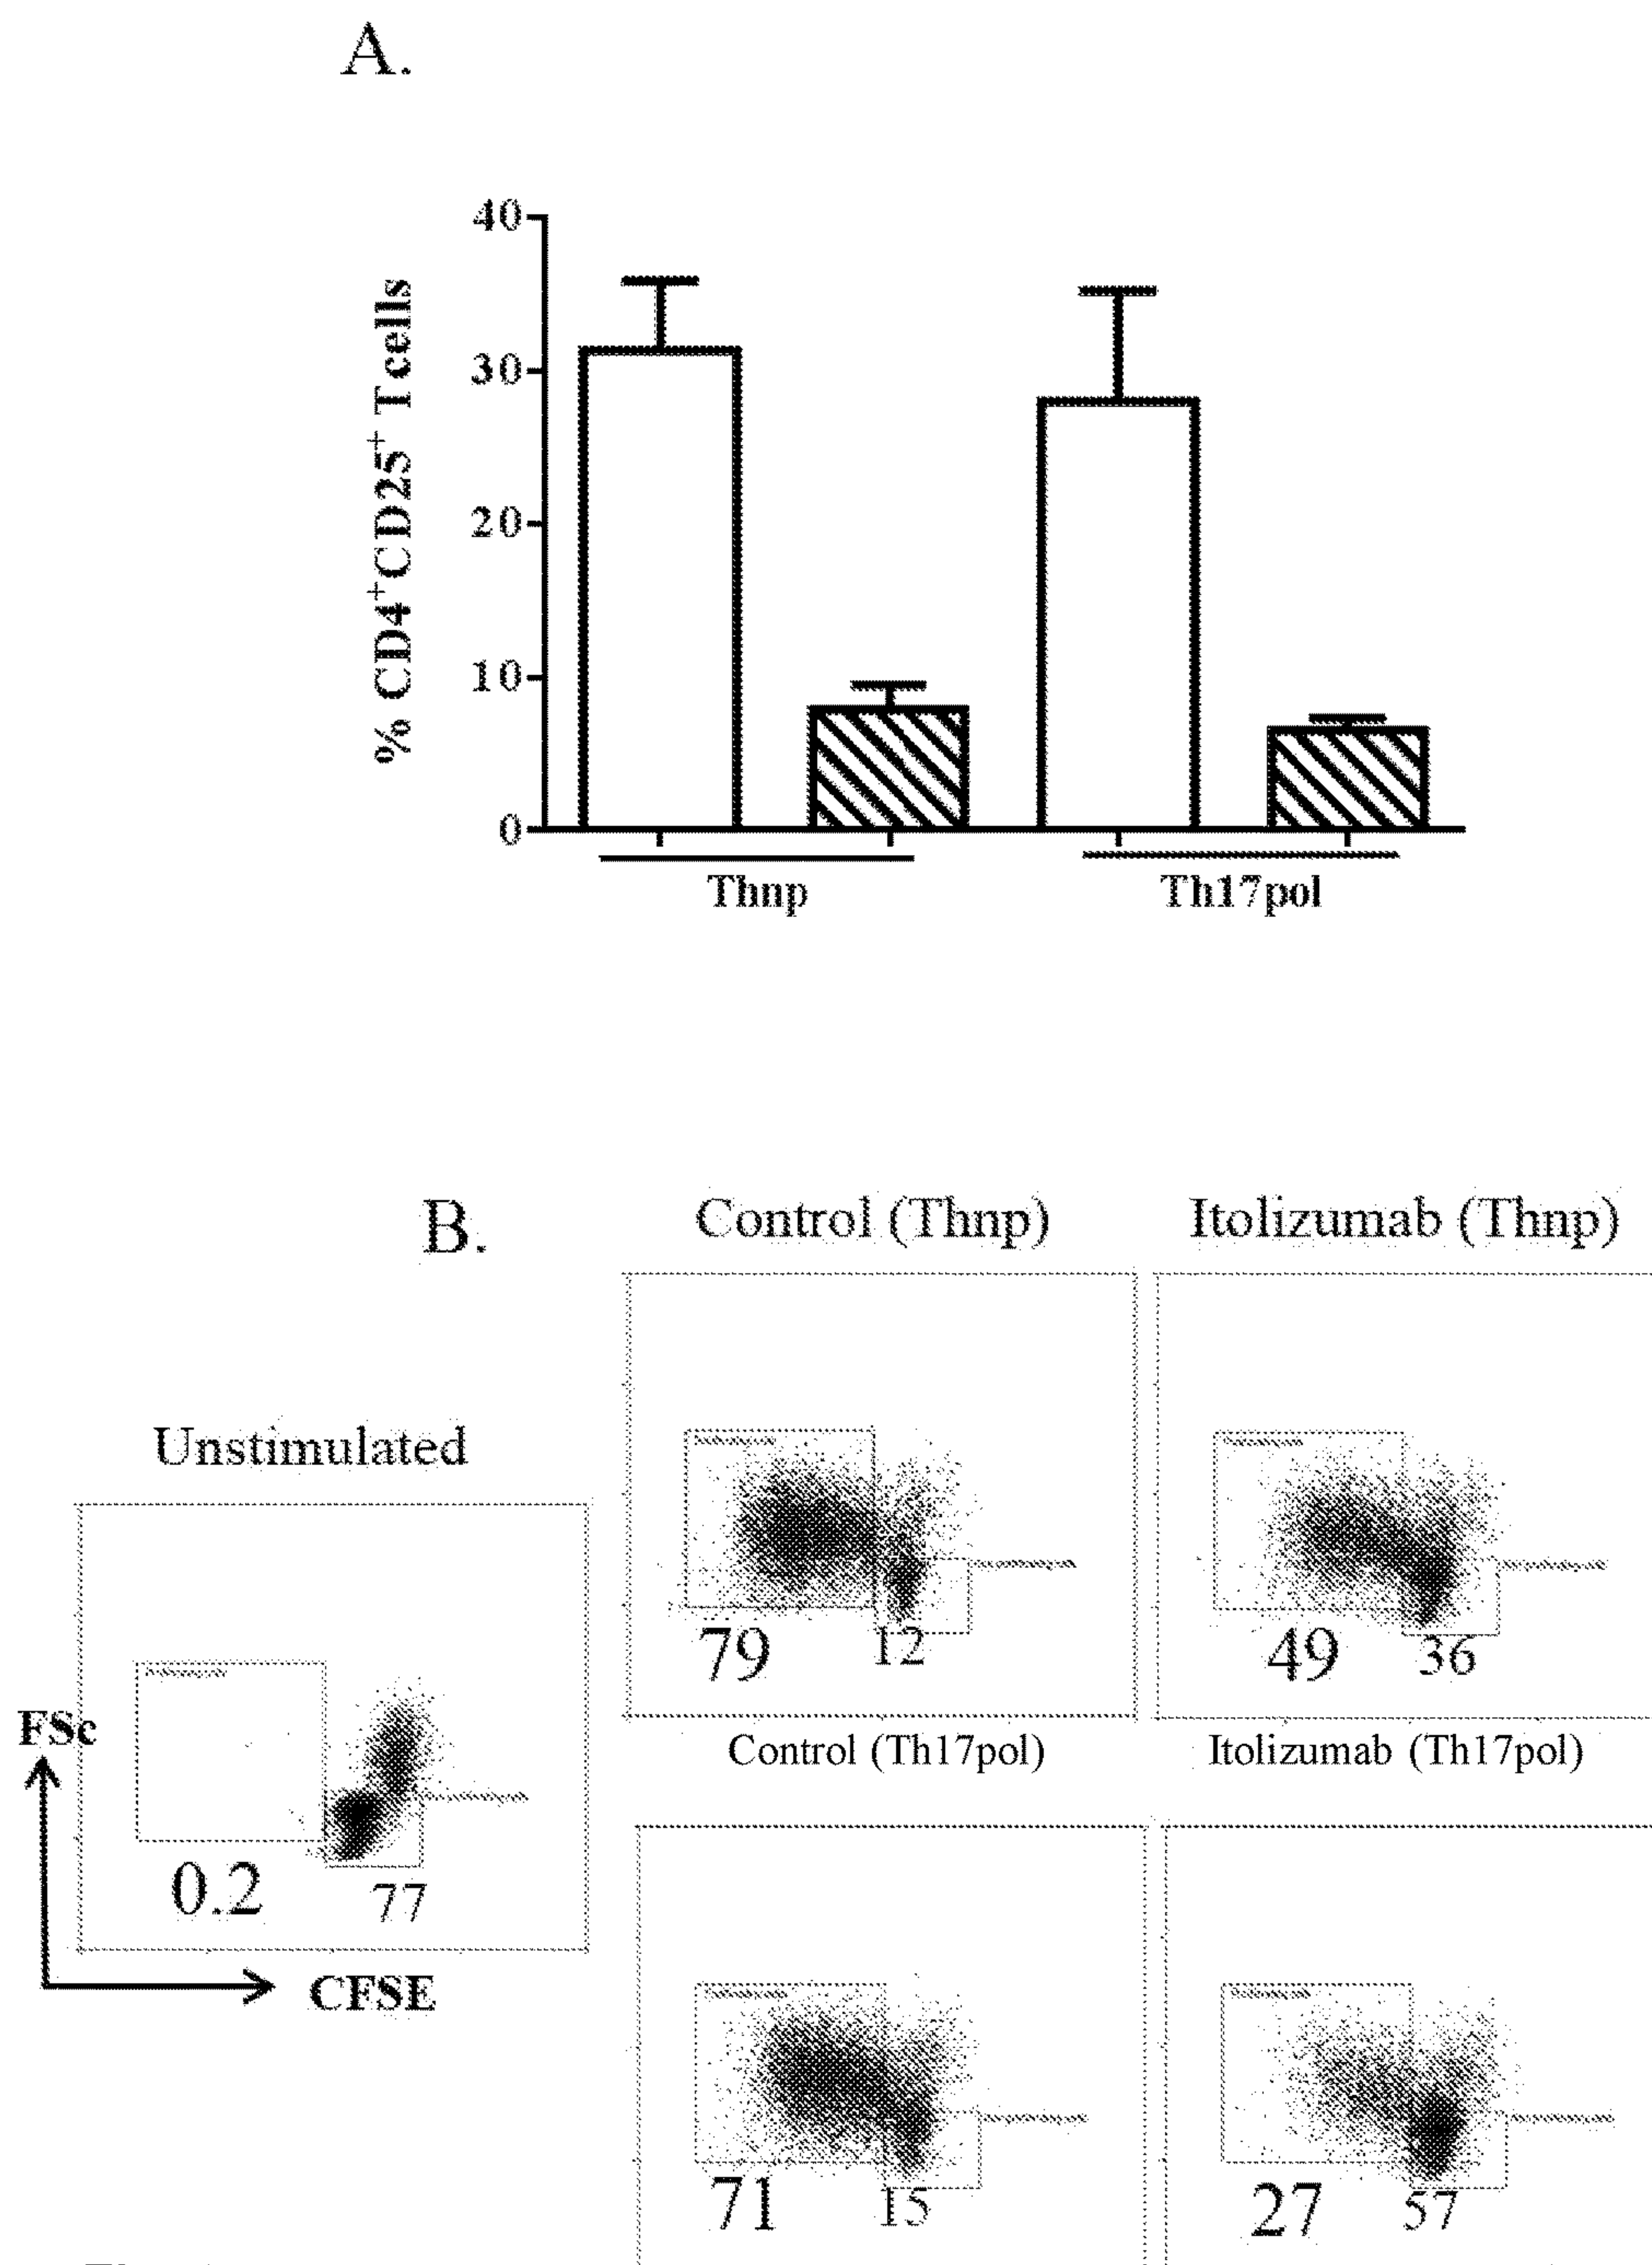 A.
40
30
20
10
0
% CD4+CD25+ T cells
Thnp
Th17pol
B.
Control (Thnp)
Itolizumab (Thnp)
Unstimulated
79
12
49
36
FSc
Control (Th17pol)
Itolizumab (Th17pol)
0.2
77
CFSE
71
15
27
57